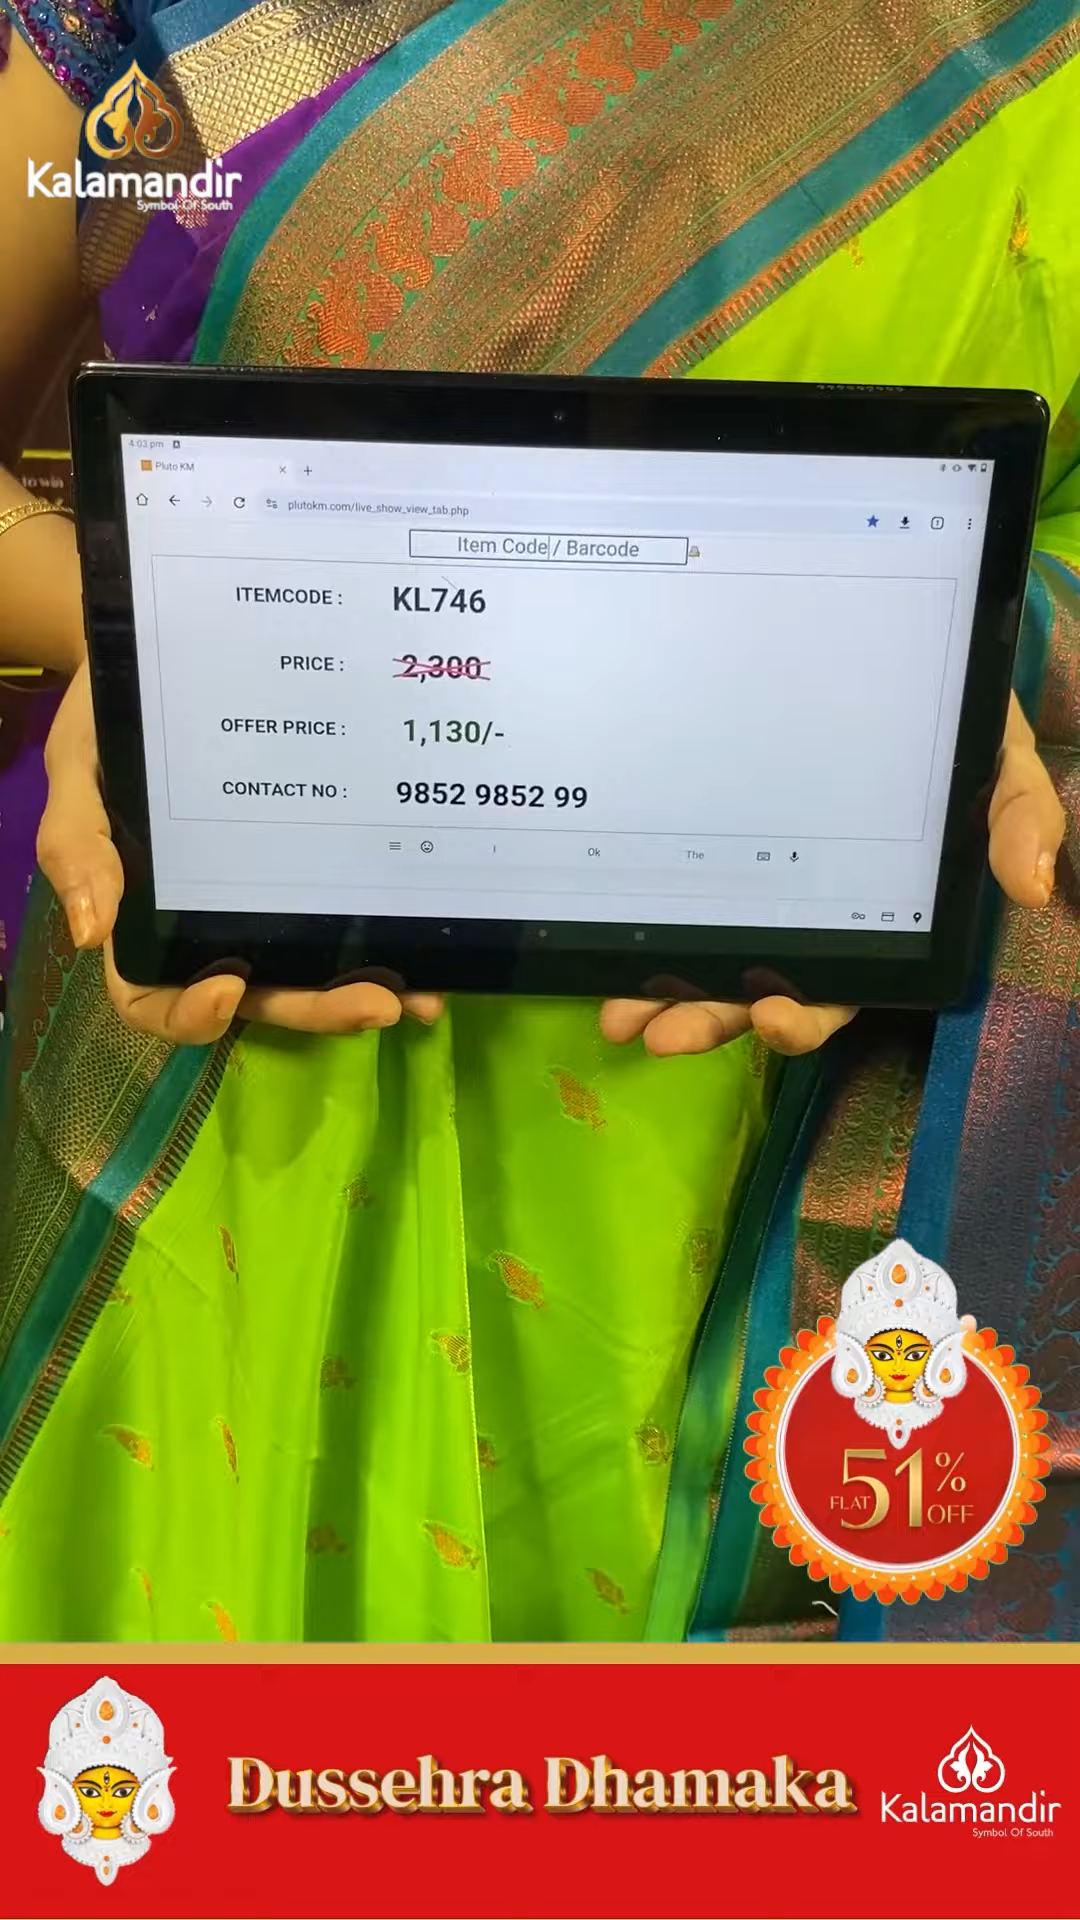 Kalamandir
Symbol Of South
4:03 pm
Pluto KM
plutokm.com/live_show_view_tab.php
Item Code / Barcode
ITEMCODE : KL746
PRICE : 2,300
OFFER PRICE : 1,130/-
CONTACT NO : 9852 9852 99
I Ok The
FLAT 51% OFF
Dussehra Dhamaka
Kalamandir
Symbol Of South